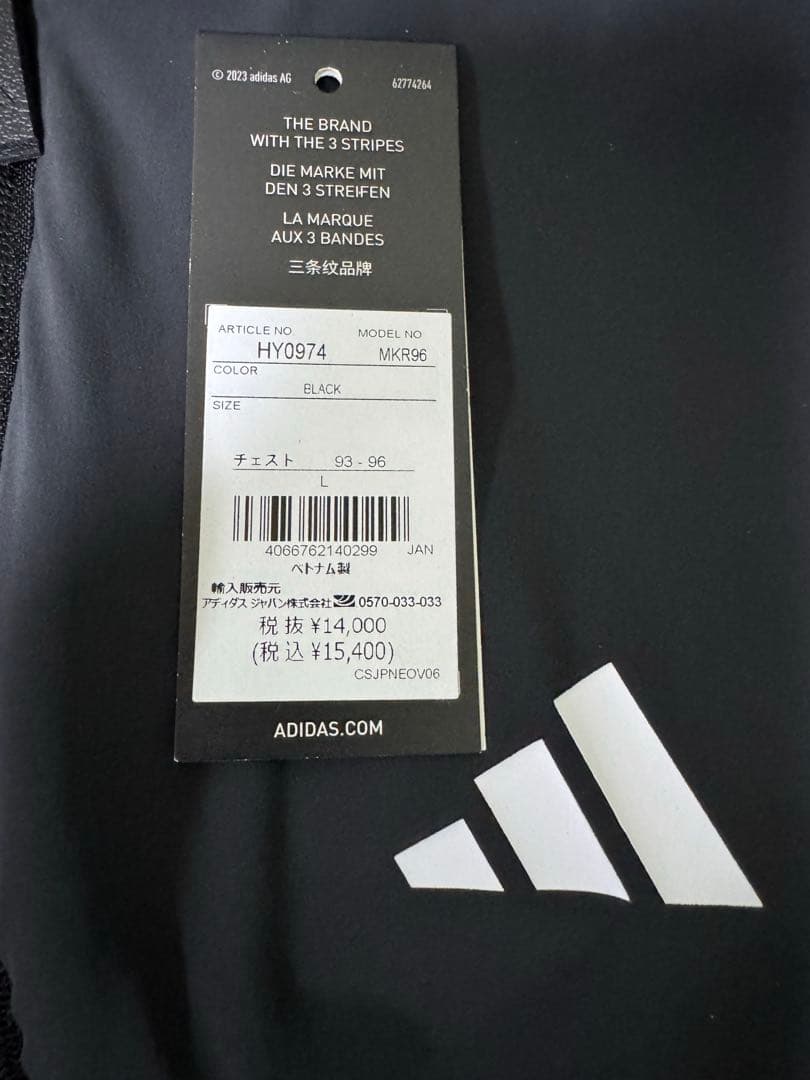 © 2023 adidas AG
62774264
THE BRAND
WITH THE 3 STRIPES
DIE MARKE MIT
DEN 3 STREIFEN
LA MARQUE
AUX 3 BANDES
三条纹品牌
ARTICLE NO
MODEL NO
HY0974
MKR96
COLOR
BLACK
SIZE
チェスト 93 - 96
L
4066762140299 JAN
ベトナム製
輸入販売元
アディダス ジャパン株式会社 0570-033-033
税 抜 ¥14,000
(税 込 ¥15,400)
CSJPNEOV06
ADIDAS.COM